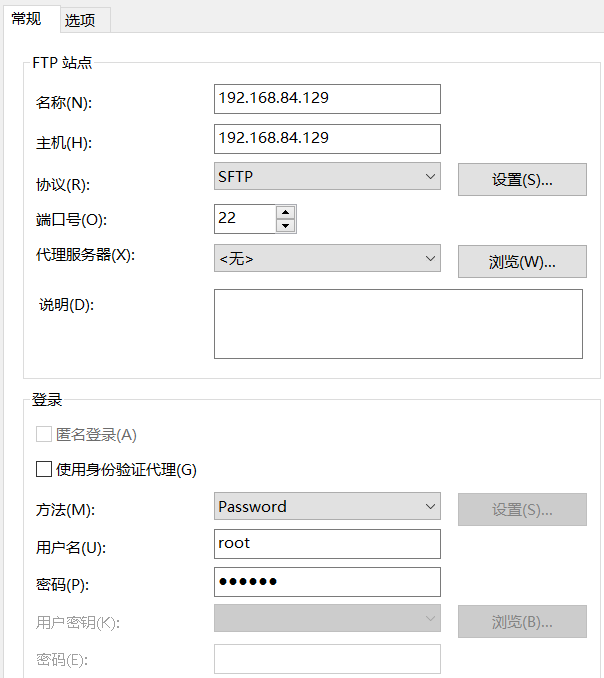 常规 选项
FTP 站点
名称(N): 192.168.84.129
主机(H): 192.168.84.129
协议(R): SFTP 设置(S)...
端口号(O): 22
代理服务器(X): <无> 浏览(W)...
说明(D):
登录
匿名登录(A)
使用身份验证代理(G)
方法(M): Password 设置(S)...
用户名(U): root
密码(P): ●●●●●●
用户密钥(K): 浏览(B)...
密码(E):